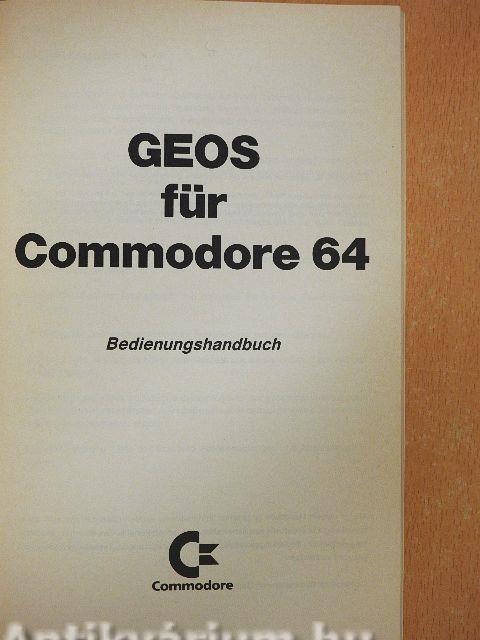 GEOS
für
Commodore 64
Bedienungshandbuch
Commodore
Antikvárium.hu